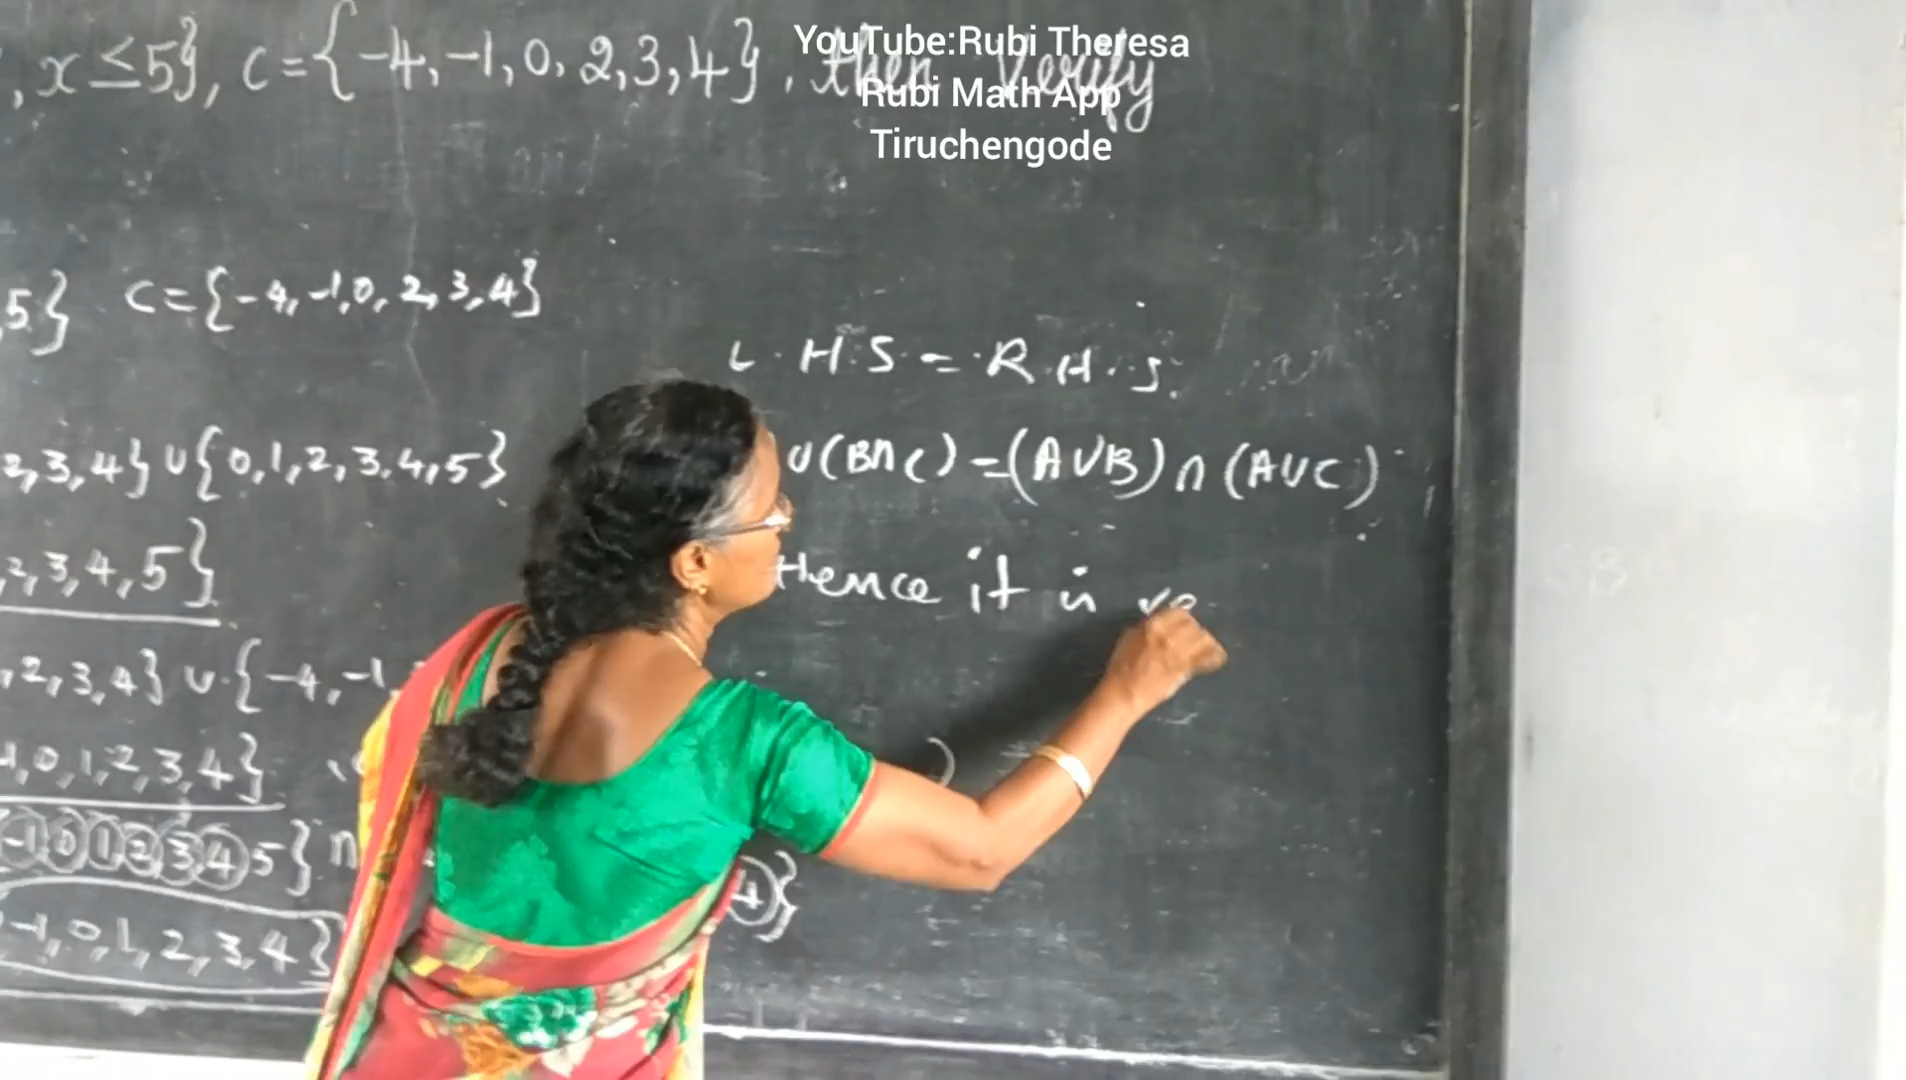 , x ≤ 5}, C = {-4, -1, 0, 2, 3, 4}, then Verify
YouTube:Rubi Theresa
Rubi Math App
Tiruchengode
5} C = {-4, -1, 0, 2, 3, 4}
L.H.S = R.H.S.
2, 3, 4} ∪ {0, 1, 2, 3, 4, 5}
∪(B∩C) = (A∪B) ∩ (A∪C)
, 2, 3, 4, 5}
Hence it is ve
, 2, 3, 4} ∪ {-4, -1,
1, 0, 1, 2, 3, 4}
-1, 0, 1, 2, 3, 4, 5} ∩
4}
-1, 0, 1, 2, 3, 4}